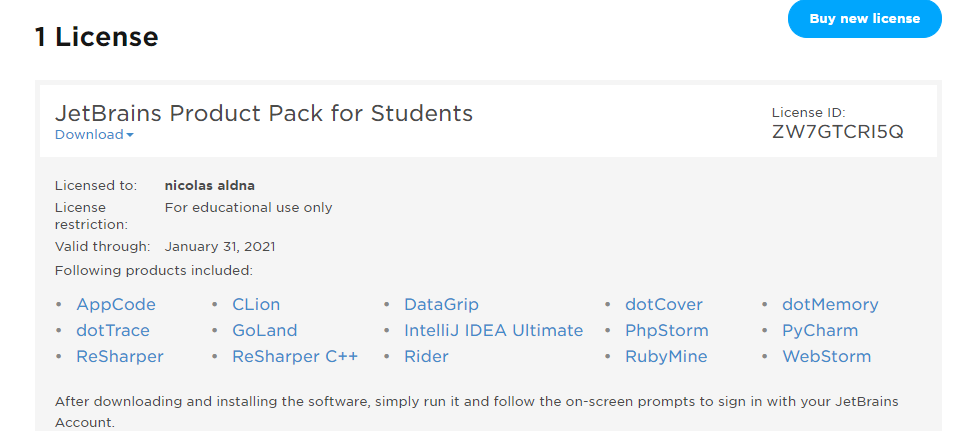 Buy new license
1 License
JetBrains Product Pack for Students
Download
License ID:
ZW7GTCRI5Q
Licensed to: nicolas aldna
License restriction: For educational use only
Valid through: January 31, 2021
Following products included:
• AppCode • CLion • DataGrip • dotCover • dotMemory
• dotTrace • GoLand • IntelliJ IDEA Ultimate • PhpStorm • PyCharm
• ReSharper • ReSharper C++ • Rider • RubyMine • WebStorm
After downloading and installing the software, simply run it and follow the on-screen prompts to sign in with your JetBrains
Account.